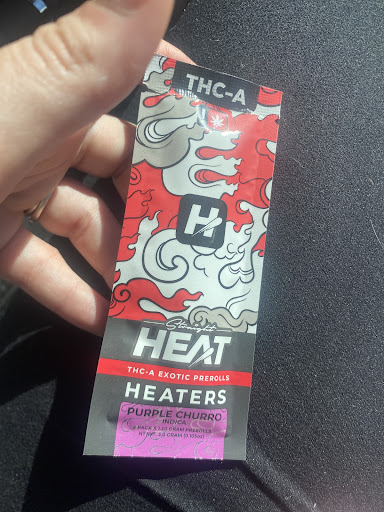 THC-A
H
Straight
HEAT
THC-A EXOTIC PREROLLS
HEATERS
PURPLE CHURRO
INDICA